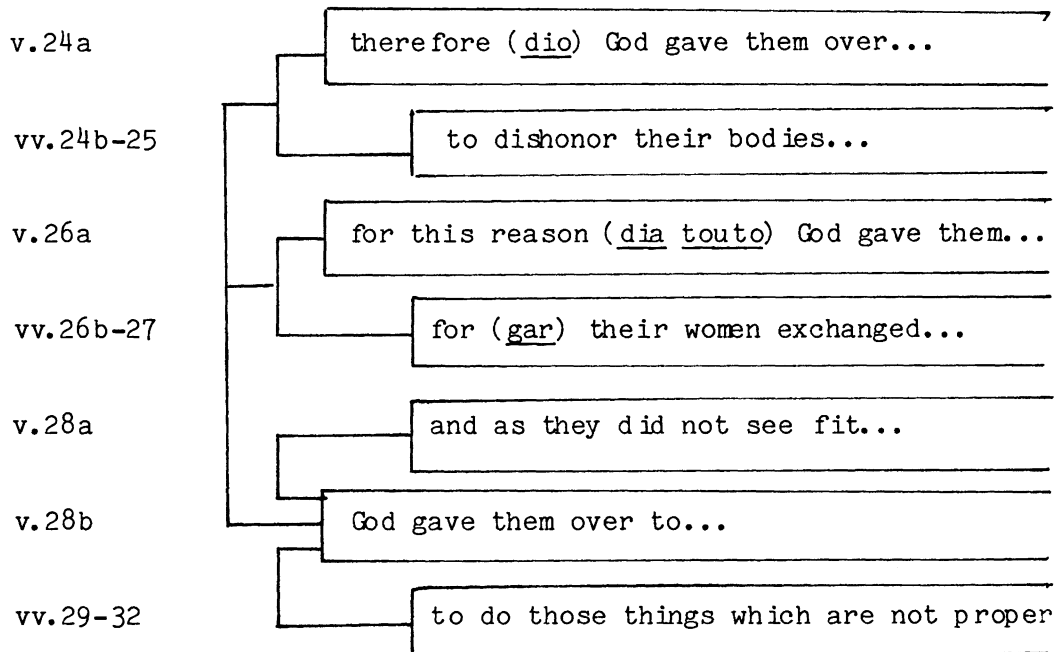 v.24a therefore (dio) God gave them over...
vv.24b-25 to dishonor their bodies...
v.26a for this reason (dia touto) God gave them...
vv.26b-27 for (gar) their women exchanged...
v.28a and as they did not see fit...
v.28b God gave them over to...
vv.29-32 to do those things which are not proper